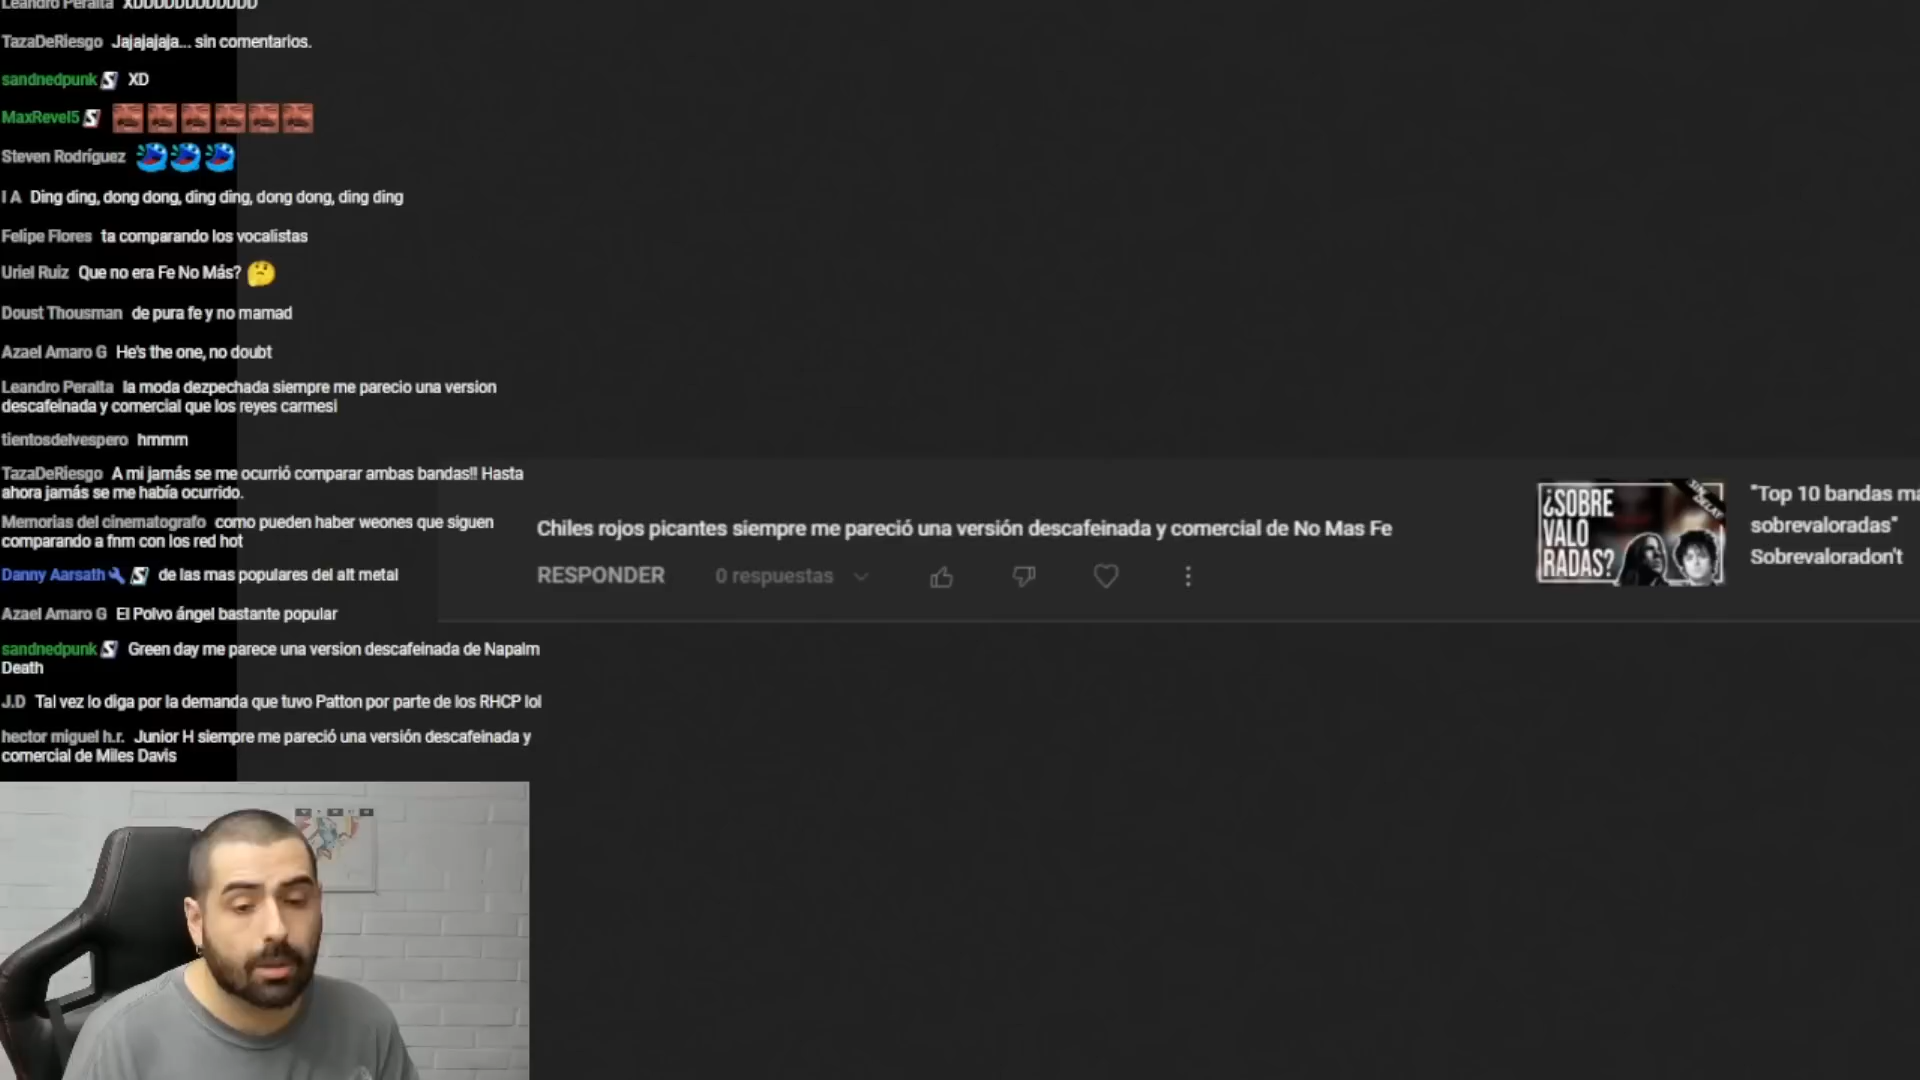 Leandro Peralta XDDDDDDDDDDDD
TazaDeRiesgo Jajajajaja... sin comentarios.
sandnedpunk XD
MaxRevel5
Steven Rodríguez
I A Ding ding, dong dong, ding ding, dong dong, ding ding
Felipe Flores ta comparando los vocalistas
Uriel Ruiz Que no era Fe No Más? 🤔
Doust Thousman de pura fe y no mamad
Azael Amaro G He's the one, no doubt
Leandro Peralta la moda dezpechada siempre me parecio una version
descafeinada y comercial que los reyes carmesi
tientosdelvespero hmmm
TazaDeRiesgo A mi jamás se me ocurrió comparar ambas bandas!! Hasta
ahora jamás se me había ocurrido.
Memorias del cinematografo como pueden haber weones que siguen
comparando a fnm con los red hot
Danny Aarsath de las mas populares del alt metal
Azael Amaro G El Polvo ángel bastante popular
sandnedpunk Green day me parece una version descafeinada de Napalm
Death
J.D Tal vez lo diga por la demanda que tuvo Patton por parte de los RHCP lol
hector miguel h.r. Junior H siempre me pareció una versión descafeinada y
comercial de Miles Davis
Chiles rojos picantes siempre me pareció una versión descafeinada y comercial de No Mas Fe
RESPONDER 0 respuestas
¿SOBRE
VALO
RADAS?
"Top 10 bandas má
sobrevaloradas"
Sobrevaloradon't